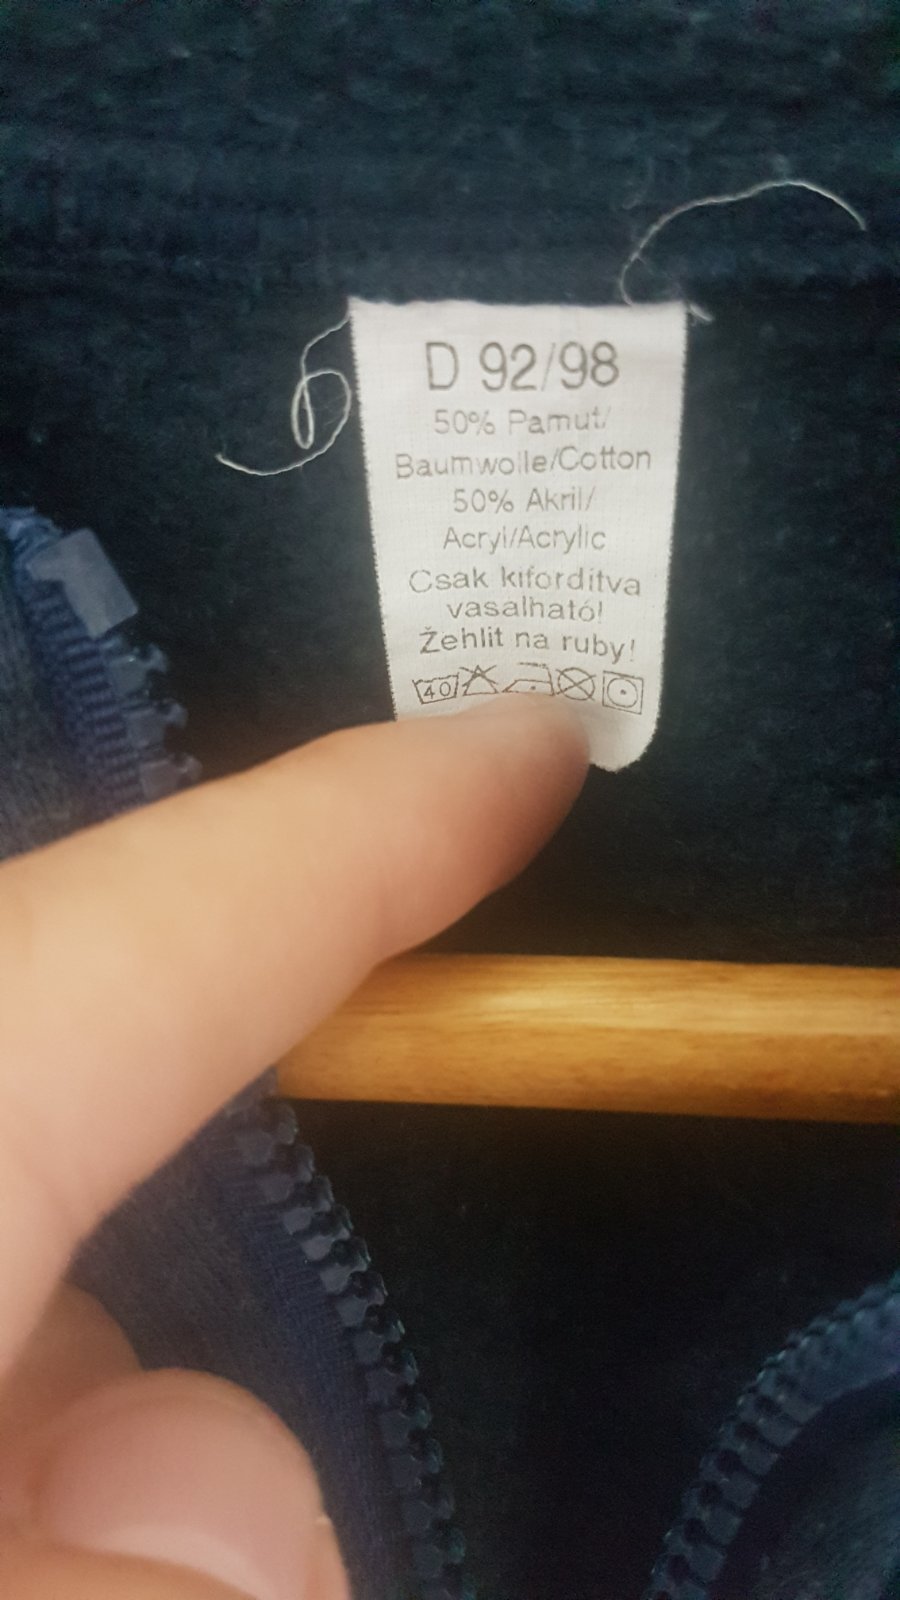 D 92/98
50% Pamut/
Baumwolle/Cotton
50% Akril/
Acryl/Acrylic
Csak kifordítva
vasalható!
Žehlit na ruby!
40